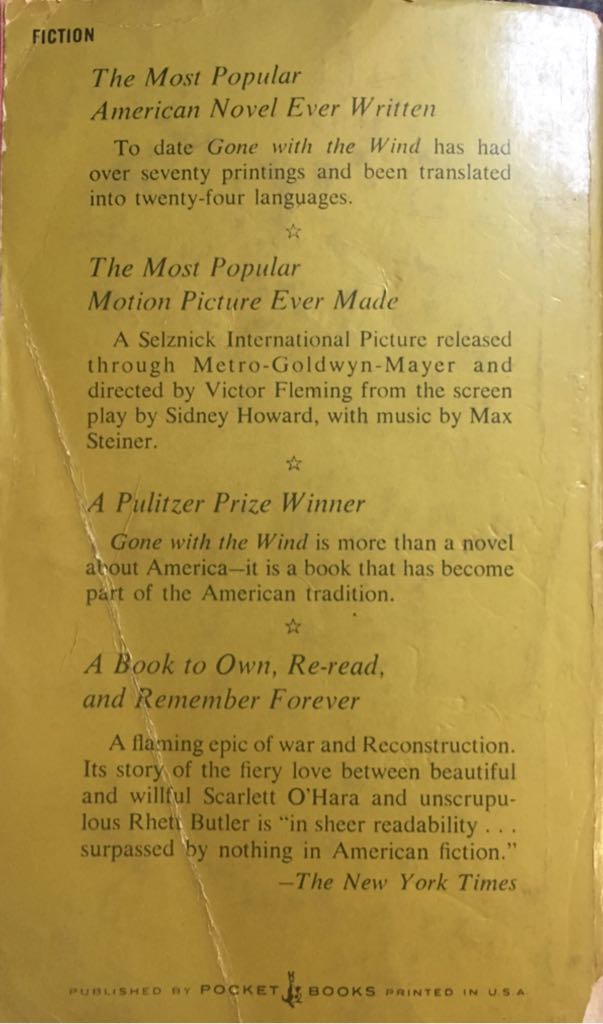 FICTION
The Most Popular
American Novel Ever Written
To date Gone with the Wind has had
over seventy printings and been translated
into twenty-four languages.
☆
The Most Popular
Motion Picture Ever Made
A Selznick International Picture released
through Metro-Goldwyn-Mayer and
directed by Victor Fleming from the screen
play by Sidney Howard, with music by Max
Steiner.
☆
A Pulitzer Prize Winner
Gone with the Wind is more than a novel
about America—it is a book that has become
part of the American tradition.
☆
A Book to Own, Re-read,
and Remember Forever
A flaming epic of war and Reconstruction.
Its story of the fiery love between beautiful
and willful Scarlett O'Hara and unscrupu-
lous Rhett Butler is "in sheer readability . . .
surpassed by nothing in American fiction."
—The New York Times
PUBLISHED BY POCKET BOOKS PRINTED IN U.S.A.